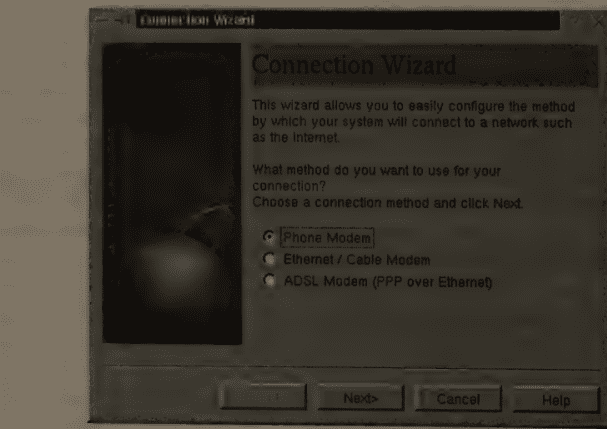 Connection Wizard
Connection Wizard
This wizard allows you to easily configure the method
by which your system will connect to a network such
as the Internet.
What method do you want to use for your
connection?
Choose a connection method and click Next.
Phone Modem
Ethernet / Cable Modem
ADSL Modem (PPP over Ethernet)
Next>
Cancel
Help